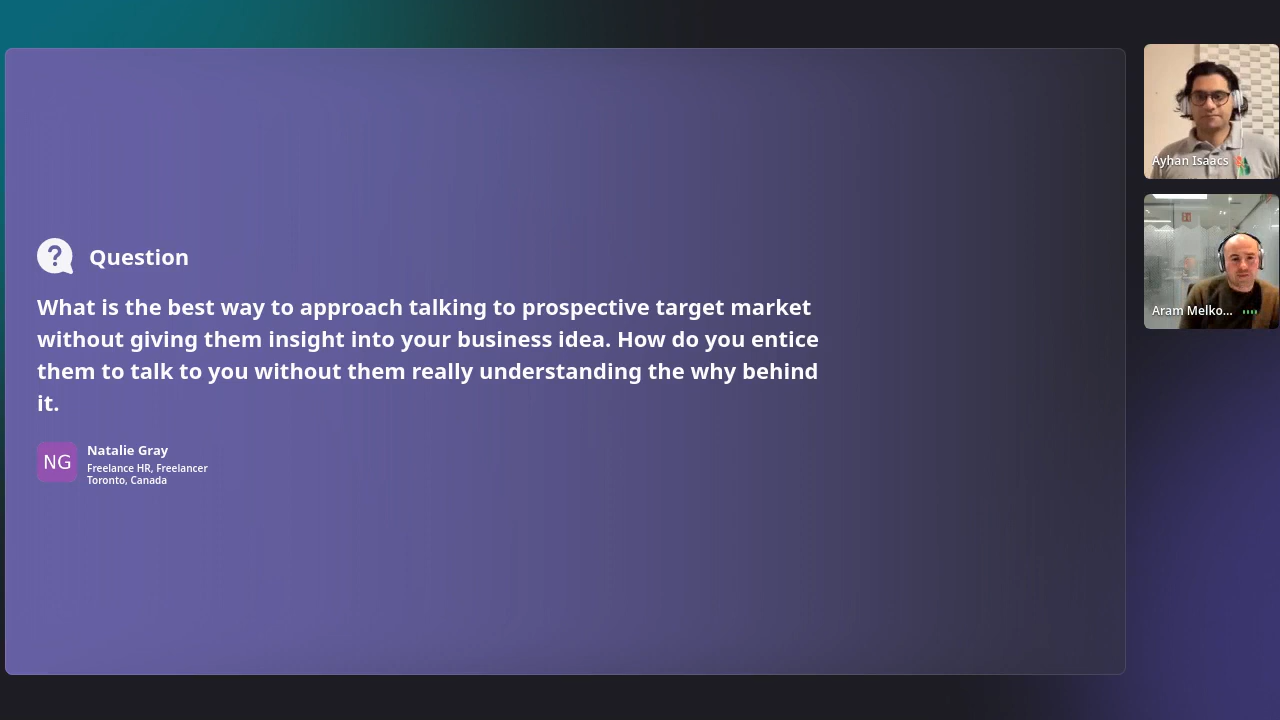 Question
What is the best way to approach talking to prospective target market
without giving them insight into your business idea. How do you entice
them to talk to you without them really understanding the why behind
it.
NG
Natalie Gray
Freelance HR, Freelancer
Toronto, Canada
Ayhan Isaacs
Aram Melko...